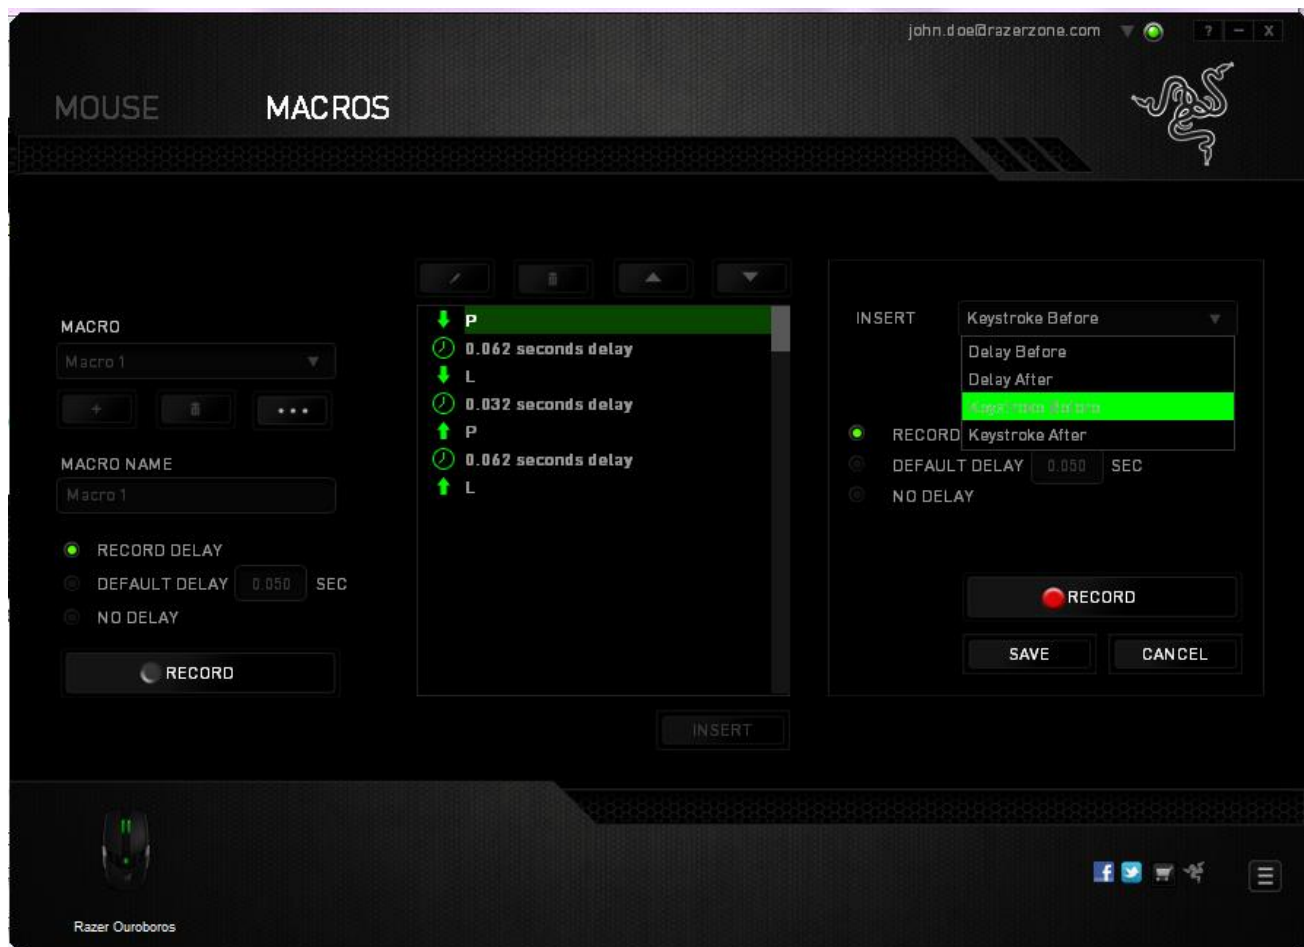 john.doe@razerzone.com ? – X
MOUSE MACROS
MACRO
Macro 1
+ •••
MACRO NAME
Macro 1
RECORD DELAY
DEFAULT DELAY 0.050 SEC
NO DELAY
RECORD
P
0.062 seconds delay
L
0.032 seconds delay
P
0.062 seconds delay
L
INSERT
INSERT Keystroke Before
Delay Before
Delay After
Keystroke Before
Keystroke After
RECORD
DEFAULT DELAY 0.050 SEC
NO DELAY
RECORD
SAVE CANCEL
Razer Ouroboros